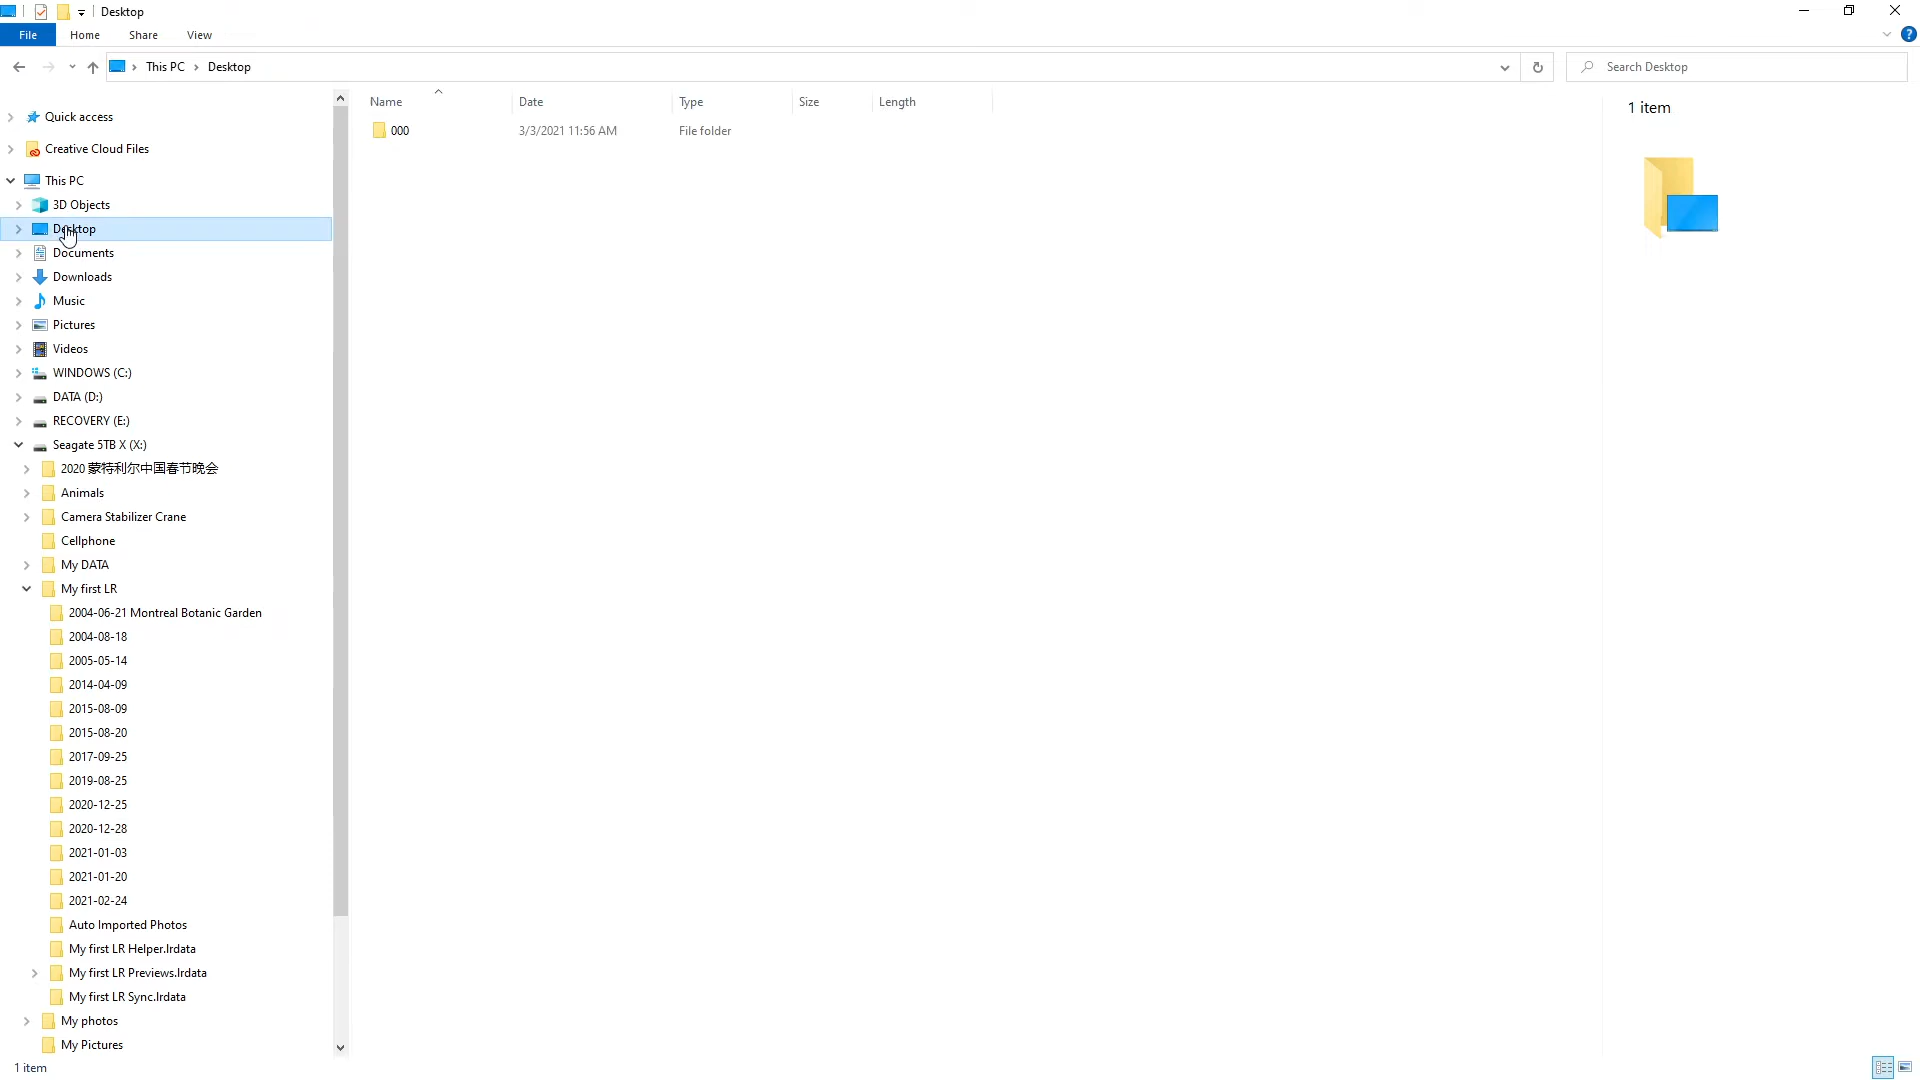 Desktop
File Home Share View ?
This PC Desktop
Search Desktop
Name Date Type Size Length
000 3/3/2021 11:56 AM File folder
1 item
Quick access
Creative Cloud Files
This PC
3D Objects
Desktop
Documents
Downloads
Music
Pictures
Videos
WINDOWS (C:)
DATA (D:)
RECOVERY (E:)
Seagate 5TB X (X:)
2020 蒙特利尔中国春节晚会
Animals
Camera Stabilizer Crane
Cellphone
My DATA
My first LR
2004-06-21 Montreal Botanic Garden
2004-08-18
2005-05-14
2014-04-09
2015-08-09
2015-08-20
2017-09-25
2019-08-25
2020-12-25
2020-12-28
2021-01-03
2021-01-20
2021-02-24
Auto Imported Photos
My first LR Helper.lrdata
My first LR Previews.lrdata
My first LR Sync.lrdata
My photos
My Pictures
1 item